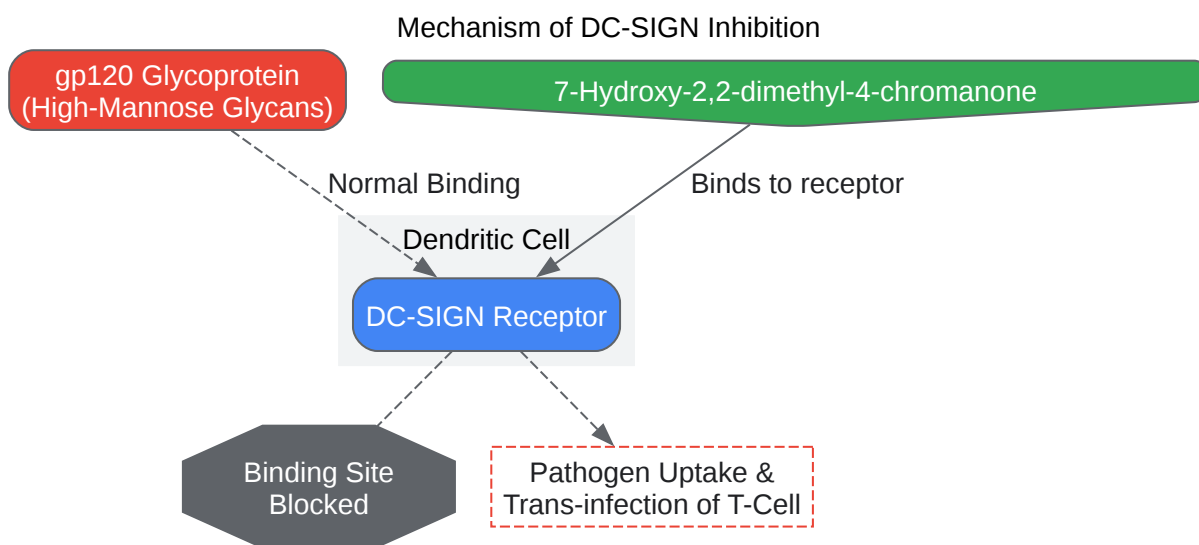 Mechanism of DC-SIGN Inhibition
gp120 Glycoprotein
(High-Mannose Glycans)
7-Hydroxy-2,2-dimethyl-4-chromanone
Normal Binding
Binds to receptor
Dendritic Cell
DC-SIGN Receptor
Binding Site
Blocked
Pathogen Uptake &
Trans-infection of T-Cell